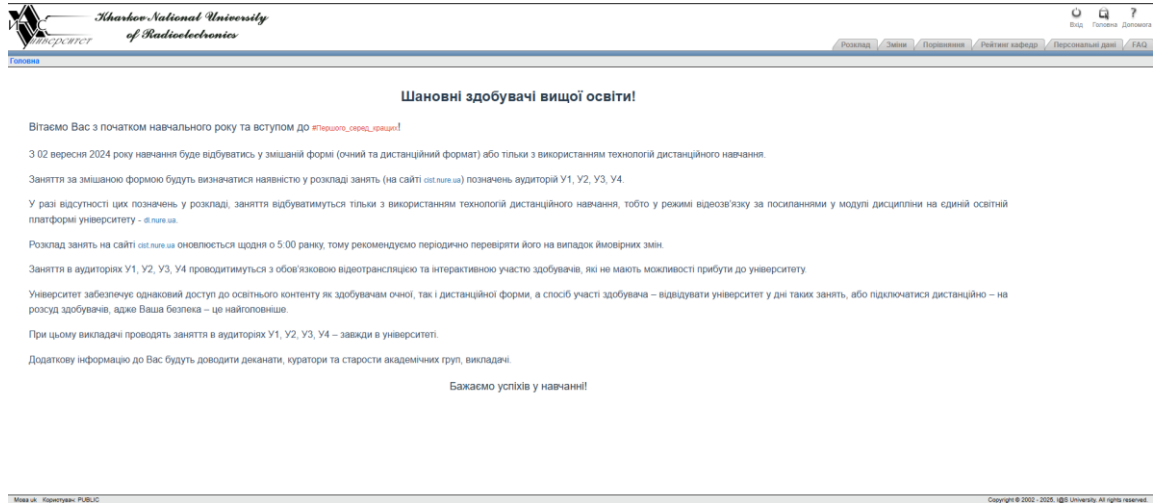 Kharkov National University
of Radioelectronics
Вхід Головна Допомога
Розклад Зміни Порівняння Рейтинг кафедр Персональні дані FAQ
Головна
Шановні здобувачі вищої освіти!
Вітаємо Вас з початком навчального року та вступом до #Першого_серед_кращих!
З 02 вересня 2024 року навчання буде відбуватись у змішаній формі (очний та дистанційний формат) або тільки з використанням технологій дистанційного навчання.
Заняття за змішаною формою будуть визначатися наявністю у розкладі занять (на сайті cist.nure.ua) позначень аудиторій У1, У2, У3, У4.
У разі відсутності цих позначень у розкладі, заняття відбуватимуться тільки з використанням технологій дистанційного навчання, тобто у режимі відеозв'язку за посиланнями у модулі дисципліни на єдиній освітній
платформі університету - dl.nure.ua.
Розклад занять на сайті cist.nure.ua оновлюється щодня о 5:00 ранку, тому рекомендуємо періодично перевіряти його на випадок ймовірних змін.
Заняття в аудиторіях У1, У2, У3, У4 проводитимуться з обов'язковою відеотрансляцією та інтерактивною участю здобувачів, які не мають можливості прибути до університету.
Університет забезпечує однаковий доступ до освітнього контенту як здобувачам очної, так і дистанційної форми, а спосіб участі здобувача – відвідувати університет у дні таких занять, або підключатися дистанційно – на
розсуд здобувачів, адже Ваша безпека – це найголовніше.
При цьому викладачі проводять заняття в аудиторіях У1, У2, У3, У4 – завжди в університеті.
Додаткову інформацію до Вас будуть доводити деканати, куратори та старости академічних груп, викладачі.
Бажаємо успіхів у навчанні!
Мова uk Користувач: PUBLIC
Copyright © 2002 - 2025, I@S University. All rights reserved.